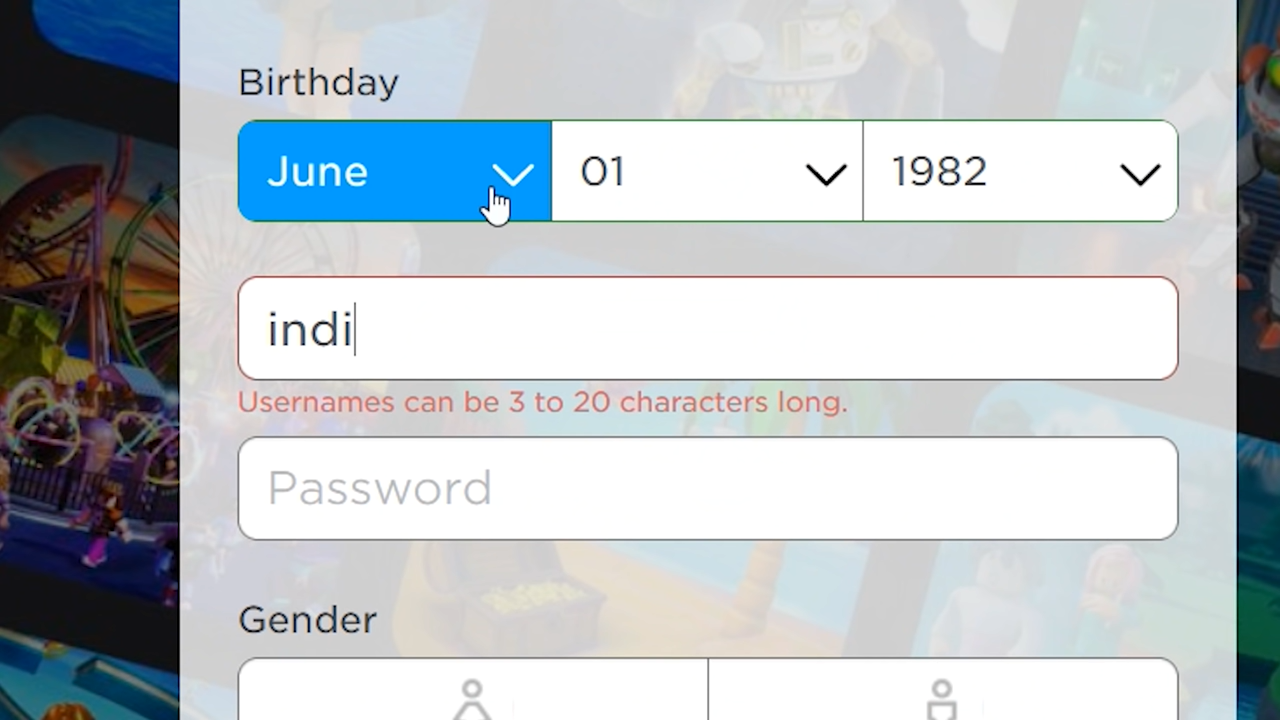 Birthday
June 01 1982
indi
Usernames can be 3 to 20 characters long.
Password
Gender